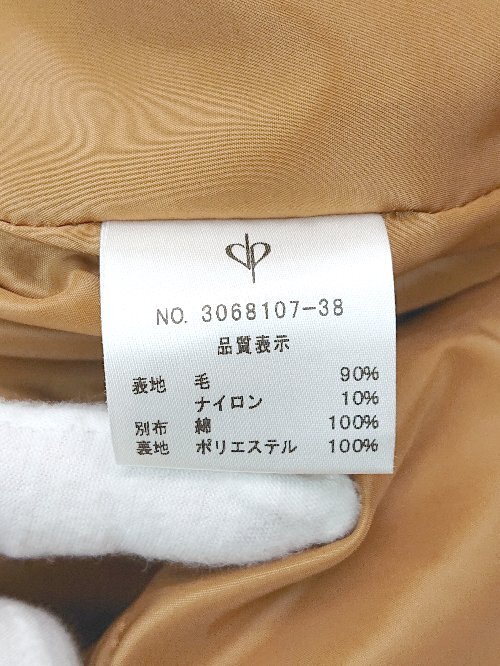 NO. 3068107-38
品質表示
表地 毛 90%
ナイロン 10%
別布 綿 100%
裏地 ポリエステル 100%